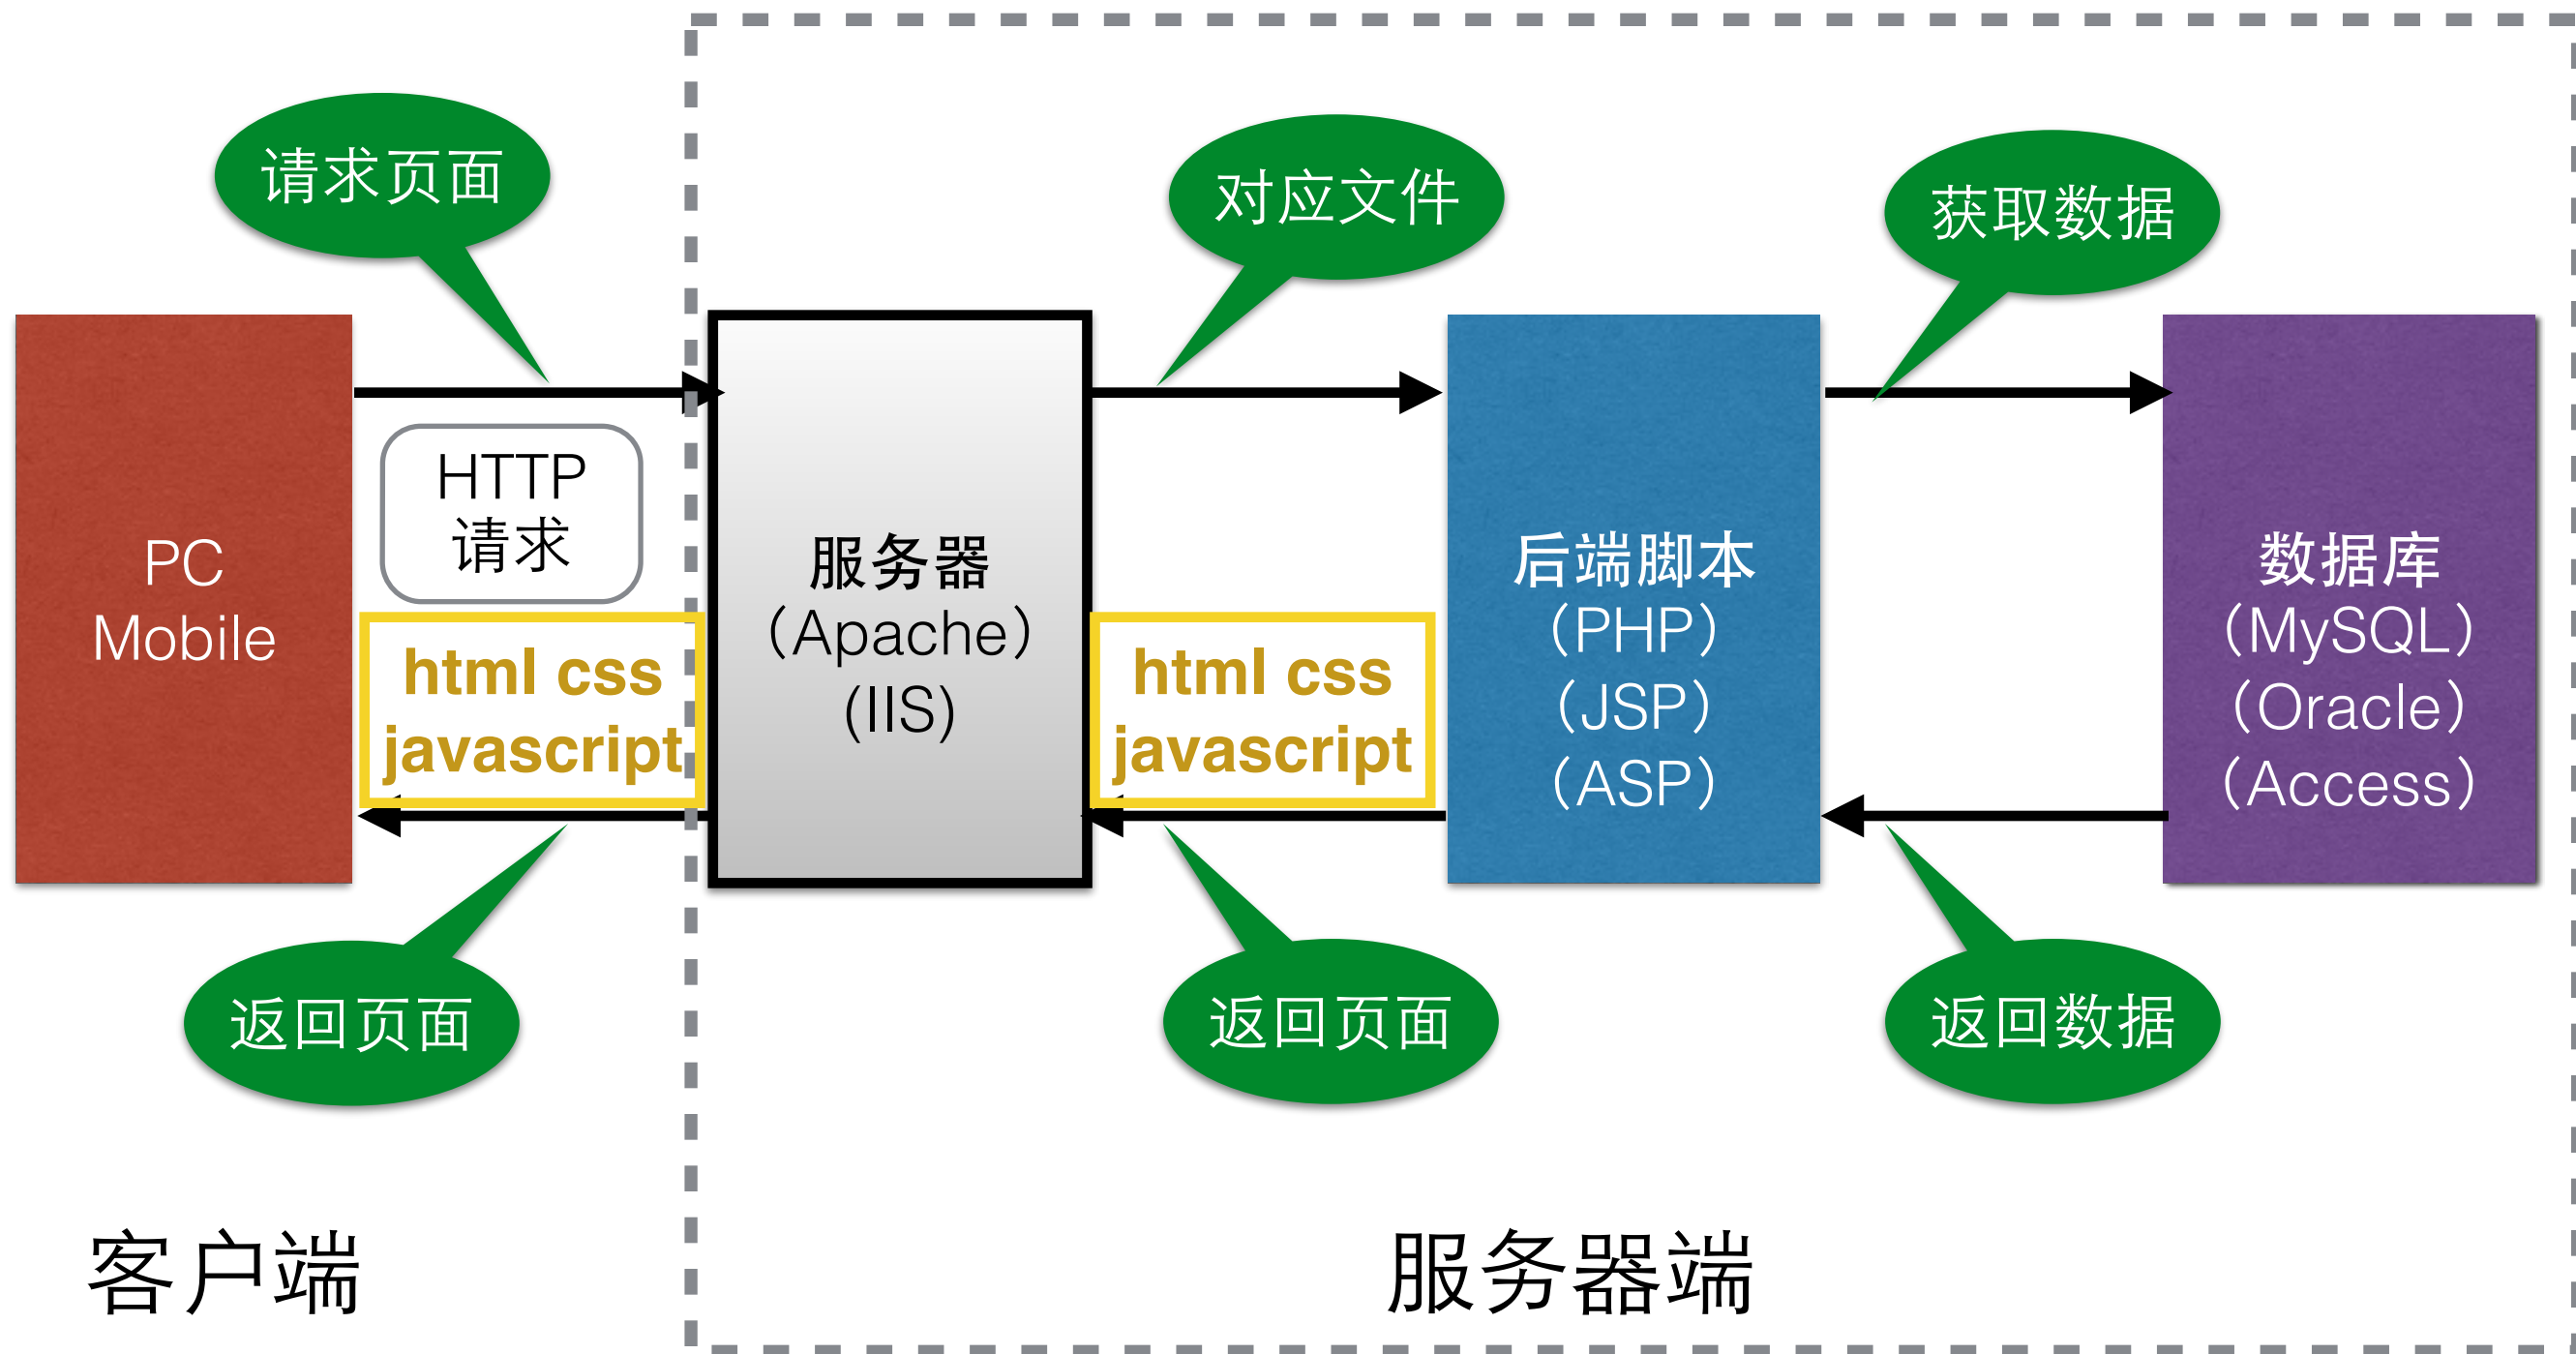 请求页面
对应文件
获取数据
HTTP
请求
PC
Mobile
html css
javascript
服务器
（Apache）
(IIS)
html css
javascript
后端脚本
（PHP）
（JSP）
（ASP）
数据库
（MySQL）
（Oracle）
（Access）
返回页面
返回页面
返回数据
客户端
服务器端